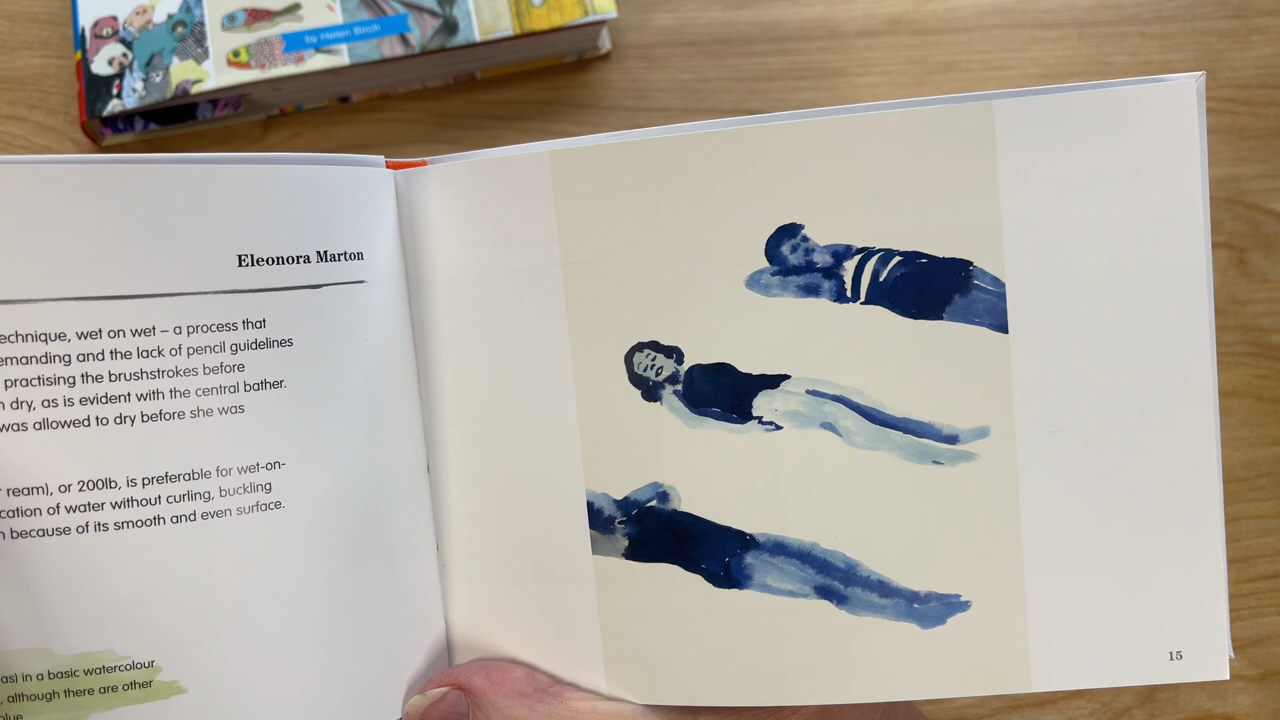 by Helen Birch
Eleonora Marton
echnique, wet on wet – a process that
emanding and the lack of pencil guidelines
practising the brushstrokes before
n dry, as is evident with the central bather.
was allowed to dry before she was
r ream), or 200lb, is preferable for wet-on-
cation of water without curling, buckling
n because of its smooth and even surface.
as) in a basic watercolour
, although there are other
blue
15